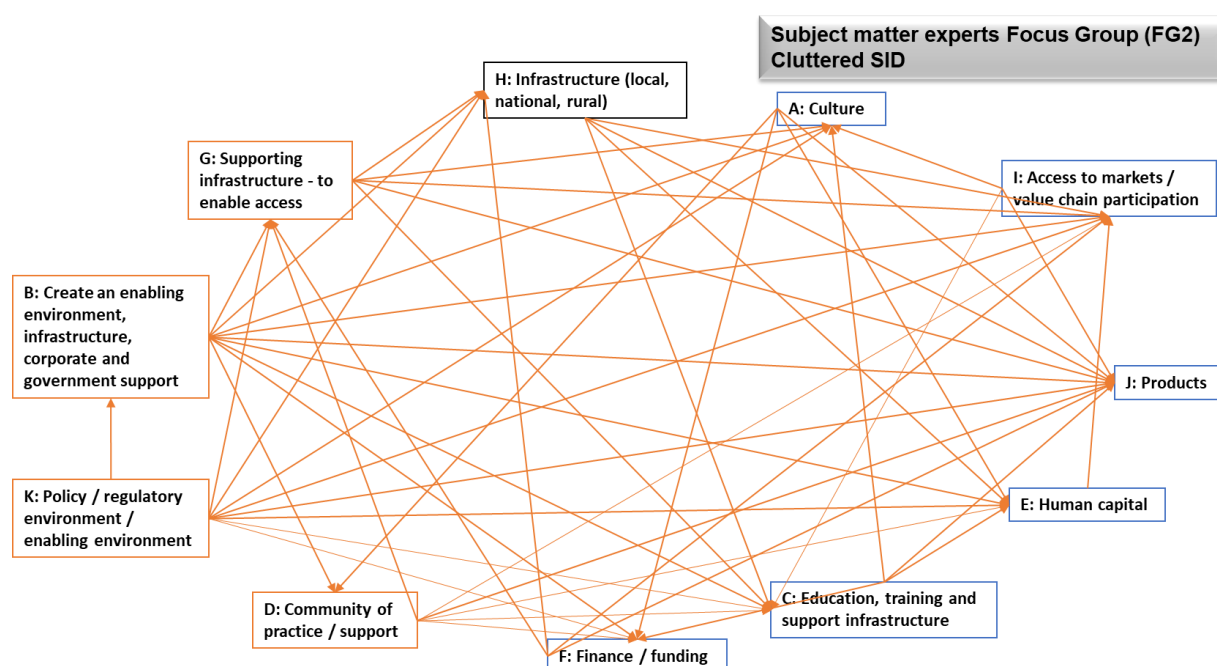 Subject matter experts Focus Group (FG2)
Cluttered SID
H: Infrastructure (local,
national, rural)
A: Culture
G: Supporting
infrastructure - to
enable access
I: Access to markets /
value chain participation
B: Create an enabling
environment,
infrastructure,
corporate and
government support
J: Products
K: Policy / regulatory
environment /
enabling environment
E: Human capital
D: Community of
practice / support
C: Education, training and
support infrastructure
F: Finance / funding